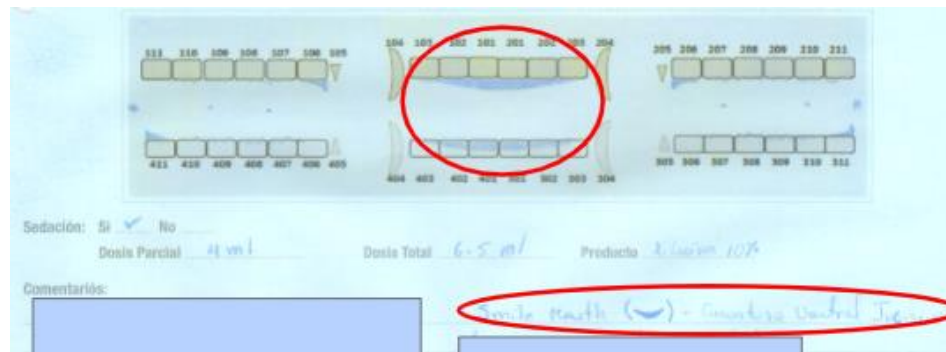 111 110 109 108 107 106 105 104 103 102 101 201 202 203 204 205 206 207 208 209 210 211
411 410 409 408 407 406 405 404 403 402 401 301 302 303 304 305 306 307 308 309 310 311
Sedación: Si ✓ No
Dosis Parcial 4 ml Dosis Total 6-5 ml Producto 10%
Comentarios:
Smile Mouth - Ventral